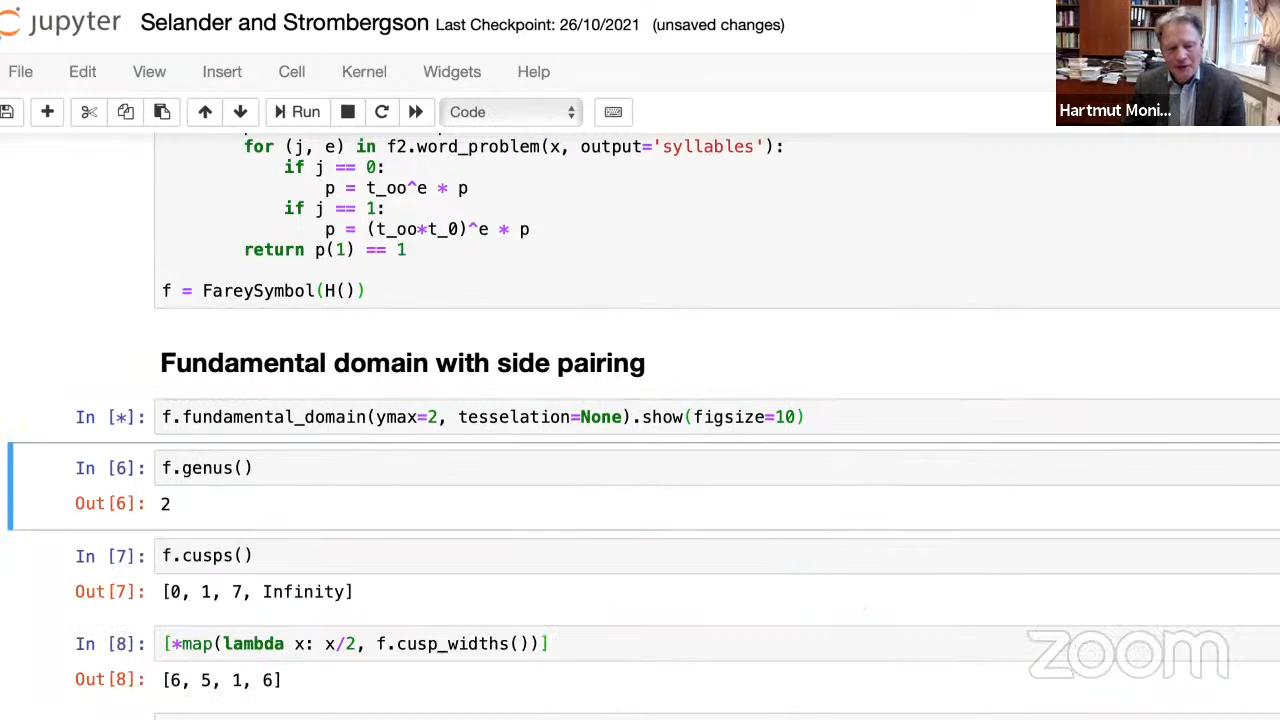 jupyter Selander and Strombergson Last Checkpoint: 26/10/2021 (unsaved changes)
File Edit View Insert Cell Kernel Widgets Help
Run Code
Hartmut Moni...
for (j, e) in f2.word_problem(x, output='syllables'):
if j == 0:
p = t_oo^e * p
if j == 1:
p = (t_oo*t_0)^e * p
return p(1) == 1
f = FareySymbol(H())
Fundamental domain with side pairing
In [*]: f.fundamental_domain(ymax=2, tesselation=None).show(figsize=10)
In [6]: f.genus()
Out[6]: 2
In [7]: f.cusps()
Out[7]: [0, 1, 7, Infinity]
In [8]: [*map(lambda x: x/2, f.cusp_widths())]
Out[8]: [6, 5, 1, 6]
zoom